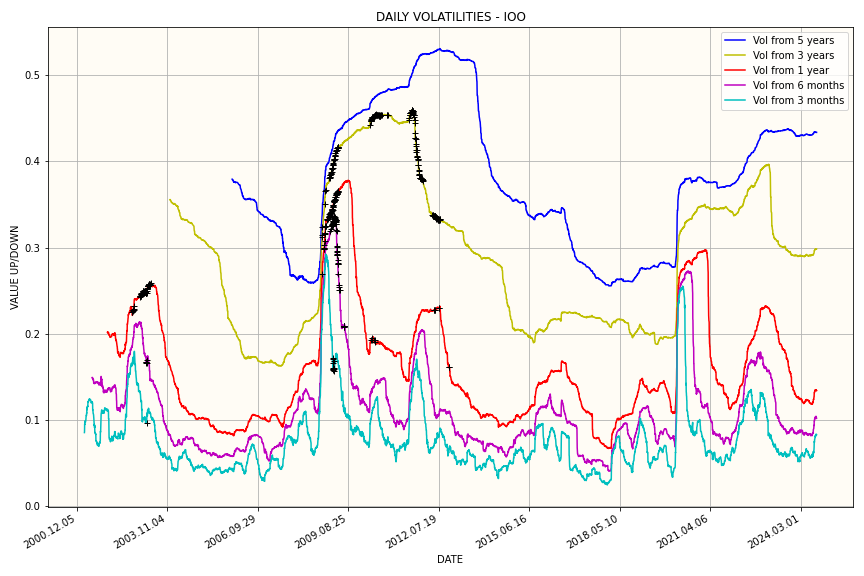 DAILY VOLATILITIES - IOO
Vol from 5 years
Vol from 3 years
Vol from 1 year
Vol from 6 months
Vol from 3 months
VALUE UP/DOWN
0.5
0.4
0.3
0.2
0.1
0.0
2000.12.05
2003.11.04
2006.09.29
2009.08.25
2012.07.19
2015.06.16
2018.05.10
2021.04.06
2024.03.01
DATE